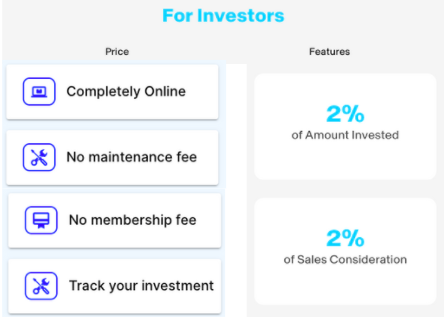 For Investors
Price
Features
Completely Online
No maintenance fee
No membership fee
Track your investment
2%
of Amount Invested
2%
of Sales Consideration